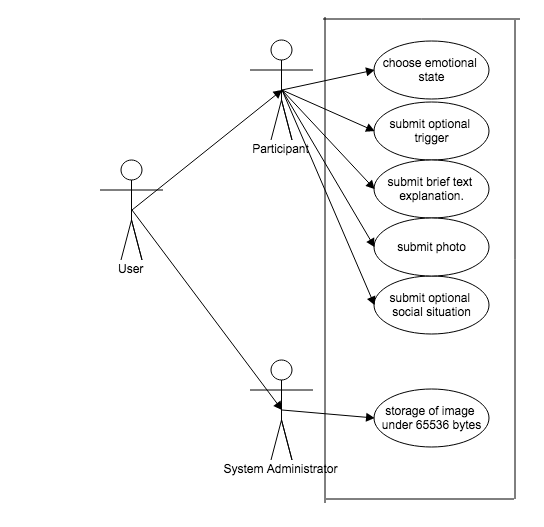 choose emotional
state
submit optional
trigger
Participant
submit brief text
explanation.
submit photo
User
submit optional
social situation
storage of image
under 65536 bytes
System Administrator